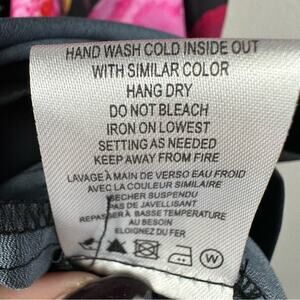 HAND WASH COLD INSIDE OUT
WITH SIMILAR COLOR
HANG DRY
DO NOT BLEACH
IRON ON LOWEST
SETTING AS NEEDED
KEEP AWAY FROM FIRE
LAVAGE À MAIN DE VERSO EAU FROID
AVEC LA COULEUR SIMILAIRE
SECHER SUSPENDU
PAS DE JAVELLISANT
REPASSER À BASSE TEMPERATURE
AU BESOIN
ELOIGNEZ DU FER
W